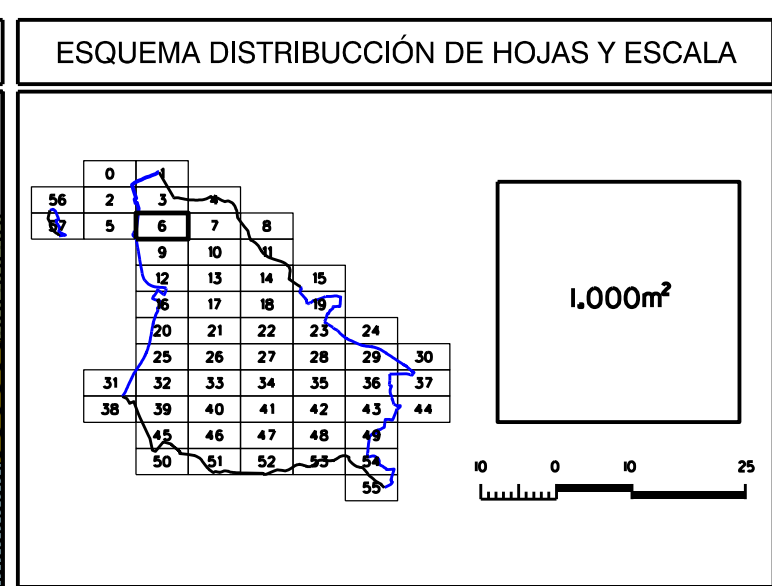 ESQUEMA DISTRIBUCCIÓN DE HOJAS Y ESCALA
0 1
56 2 3 4
57 5 6 7 8
9 10 11
12 13 14 15
16 17 18 19
20 21 22 23 24
25 26 27 28 29 30
31 32 33 34 35 36 37
38 39 40 41 42 43 44
45 46 47 48 49
50 51 52 53 54
55
1.000m²
10 0 10 25